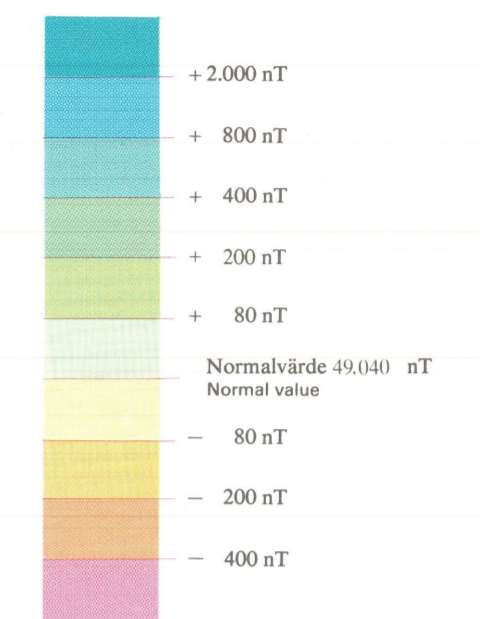 + 2.000 nT
+ 800 nT
+ 400 nT
+ 200 nT
+ 80 nT
Normalvärde 49.040 nT
Normal value
— 80 nT
— 200 nT
— 400 nT